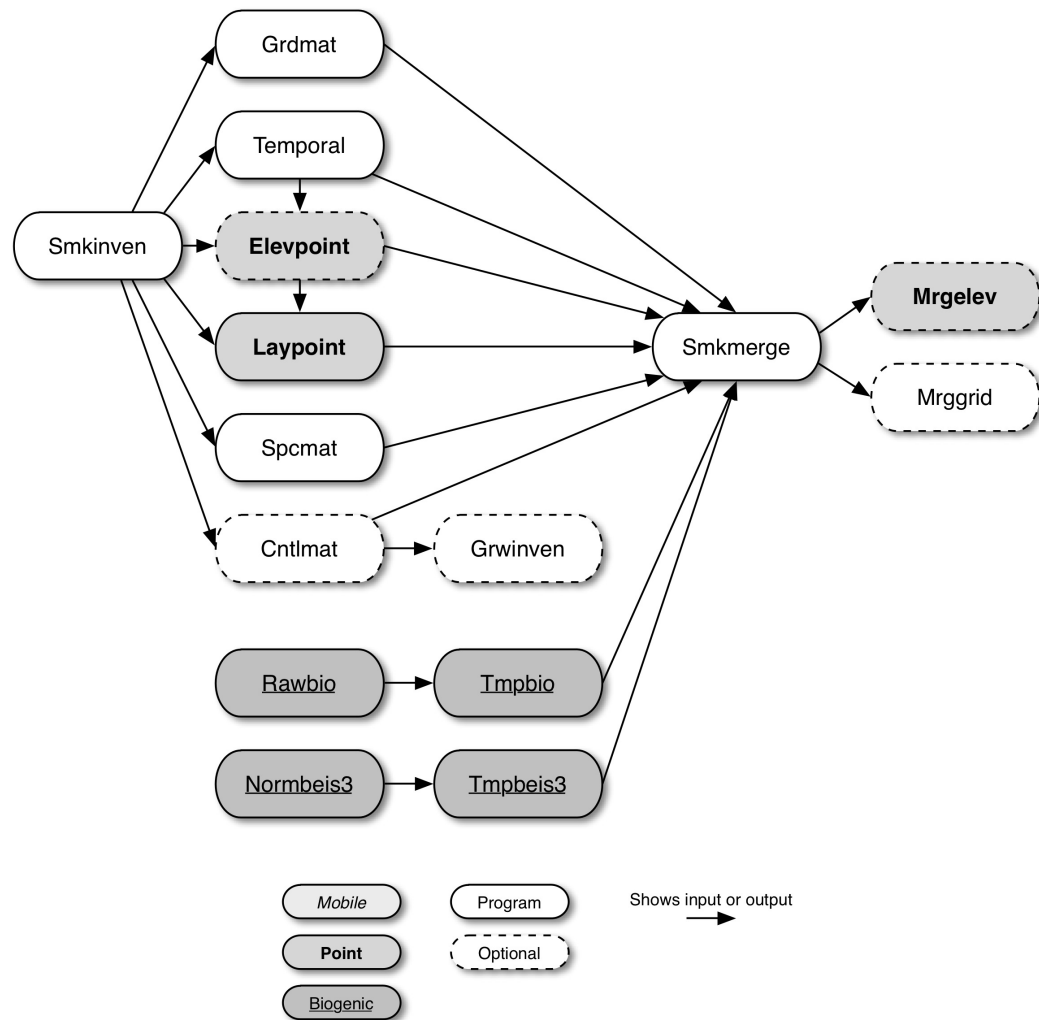 Grdmat
Temporal
Smkinven
Elevpoint
Mrgelev
Laypoint
Smkmerge
Mrggrid
Spcmat
Cntlmat
Grwinven
Rawbio
Tmpbio
Normbeis3
Tmpbeis3
Mobile
Program
Shows input or output
Point
Optional
Biogenic